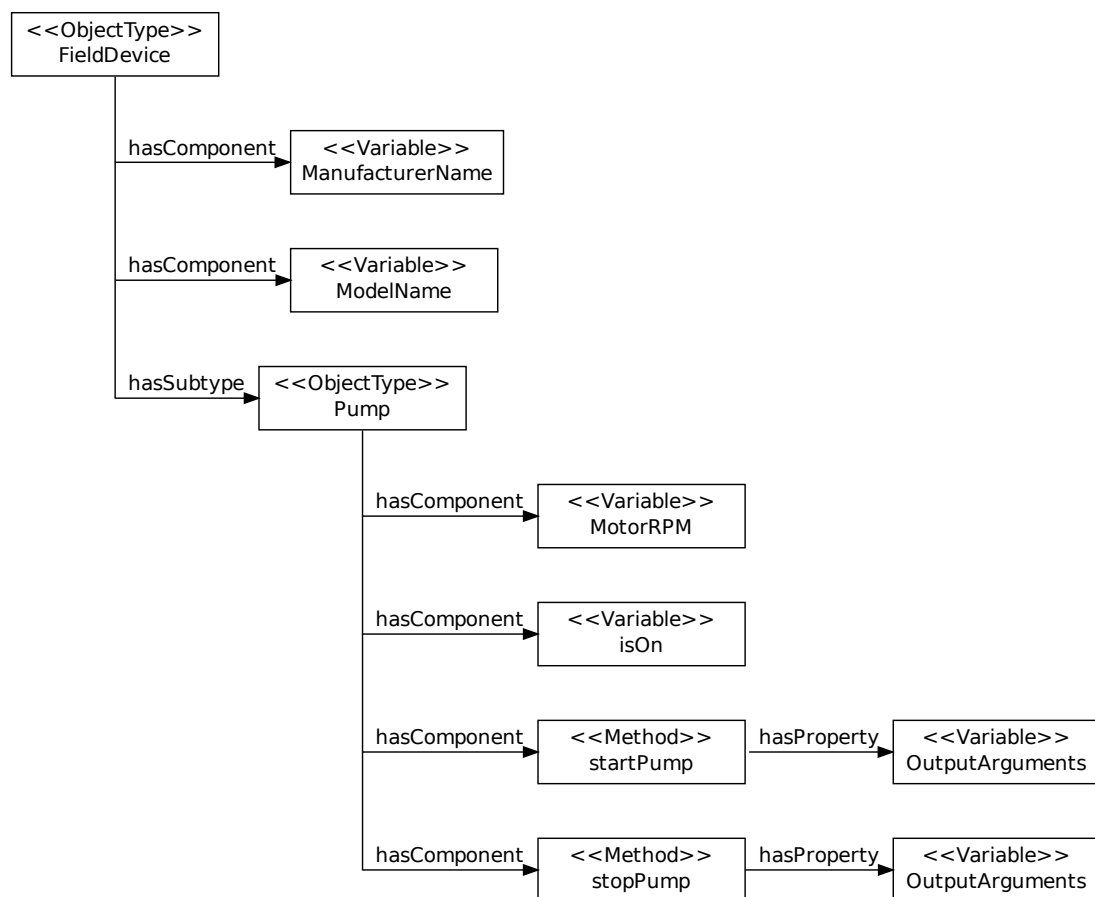 <<ObjectType>>
FieldDevice
hasComponent
<<Variable>>
ManufacturerName
hasComponent
<<Variable>>
ModelName
hasSubtype
<<ObjectType>>
Pump
hasComponent
<<Variable>>
MotorRPM
hasComponent
<<Variable>>
isOn
hasComponent
<<Method>>
startPump
hasProperty
<<Variable>>
OutputArguments
hasComponent
<<Method>>
stopPump
hasProperty
<<Variable>>
OutputArguments